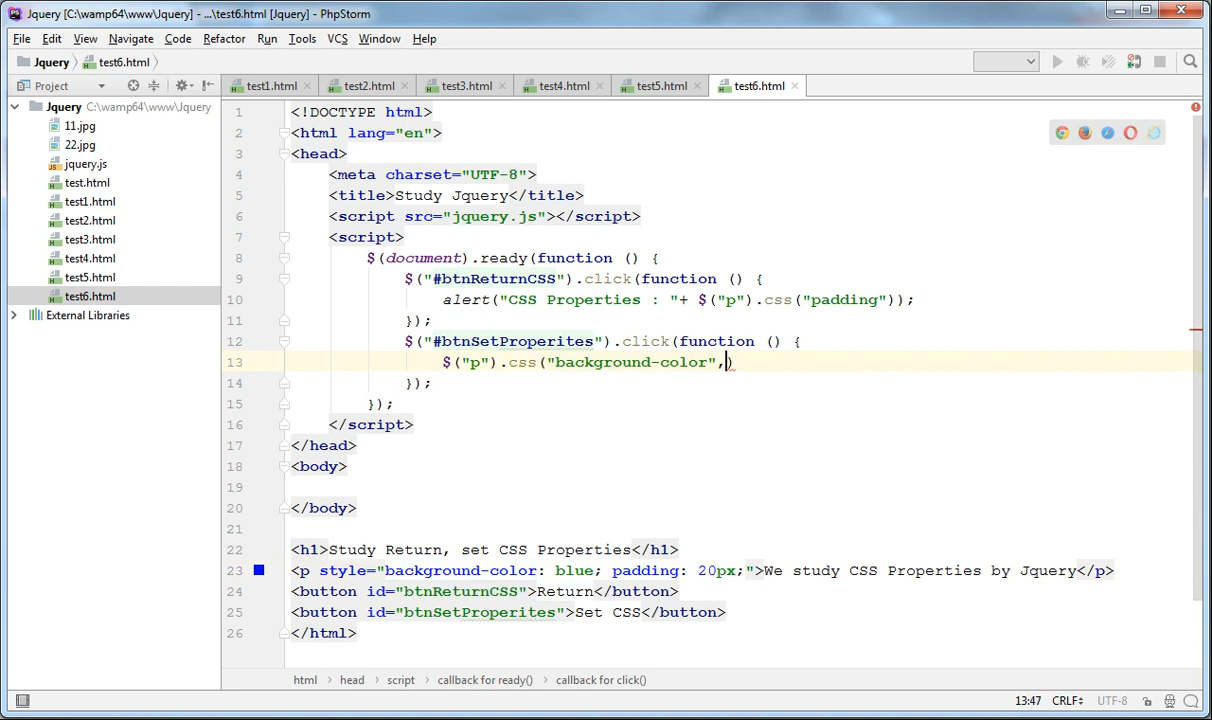 Jquery [C:\wamp64\www\Jquery] - ...\test6.html [Jquery] - PhpStorm
File Edit View Navigate Code Refactor Run Tools VCS Window Help
Jquery test6.html
Project test1.html test2.html test3.html test4.html test5.html test6.html
Jquery C:\wamp64\www\Jquery
11.jpg
22.jpg
jquery.js
test.html
test1.html
test2.html
test3.html
test4.html
test5.html
test6.html
External Libraries
1 <!DOCTYPE html>
2 <html lang="en">
3 <head>
4 <meta charset="UTF-8">
5 <title>Study Jquery</title>
6 <script src="jquery.js"></script>
7 <script>
8 $(document).ready(function () {
9 $("#btnReturnCSS").click(function () {
10 alert("CSS Properties : "+ $("p").css("padding"));
11 });
12 $("#btnSetProperites").click(function () {
13 $("p").css("background-color",)
14 });
15 });
16 </script>
17 </head>
18 <body>
19
20 </body>
21
22 <h1>Study Return, set CSS Properties</h1>
23 <p style="background-color: blue; padding: 20px;">We study CSS Properties by Jquery</p>
24 <button id="btnReturnCSS">Return</button>
25 <button id="btnSetProperites">Set CSS</button>
26 </html>
html head script callback for ready() callback for click()
13:47 CRLF UTF-8